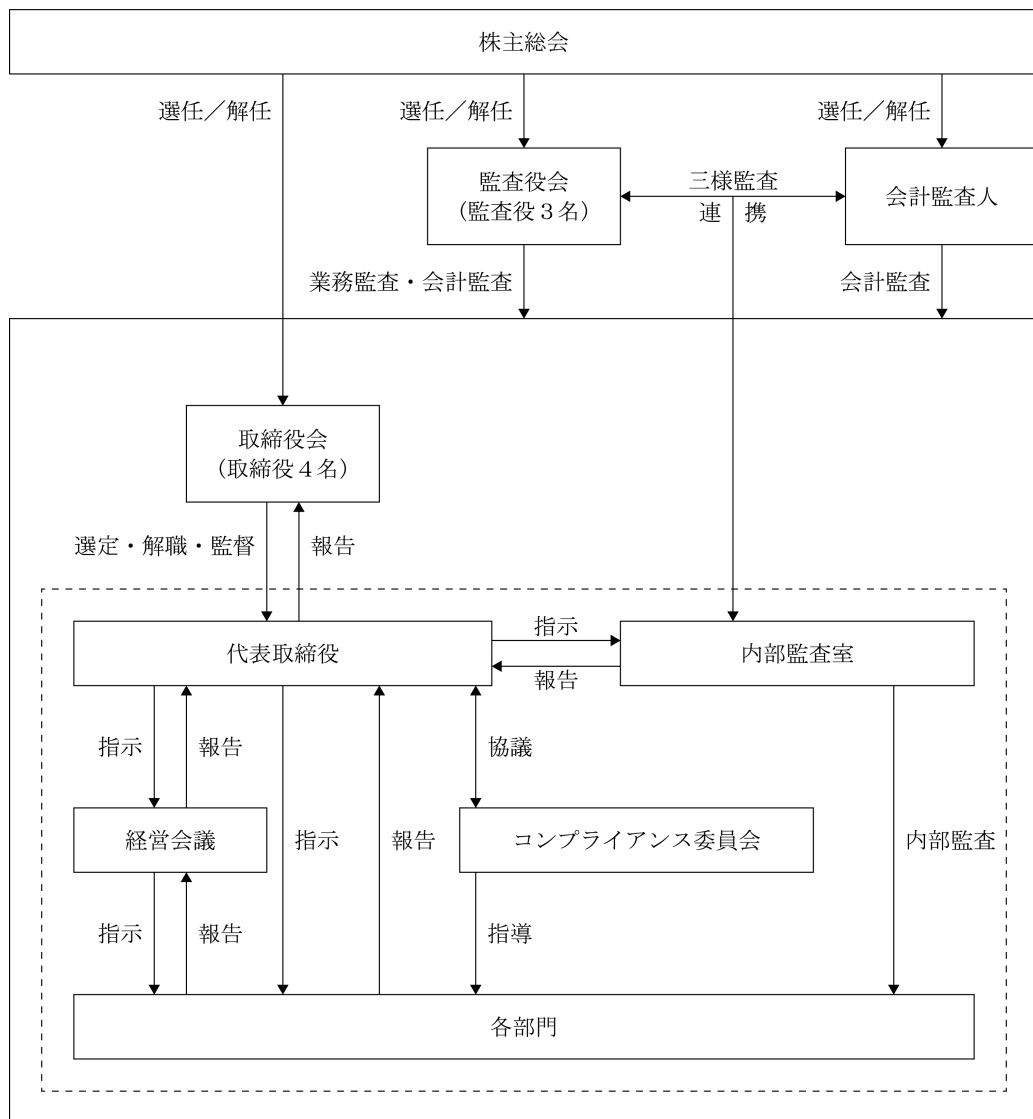 株主総会
選任／解任
選任／解任
選任／解任
監査役会
（監査役３名）
三様監査
連　携
会計監査人
業務監査・会計監査
会計監査
取締役会
（取締役４名）
選定・解職・監督
報告
代表取締役
指示
報告
内部監査室
指示
報告
協議
経営会議
指示
報告
コンプライアンス委員会
内部監査
指示
報告
指導
各部門